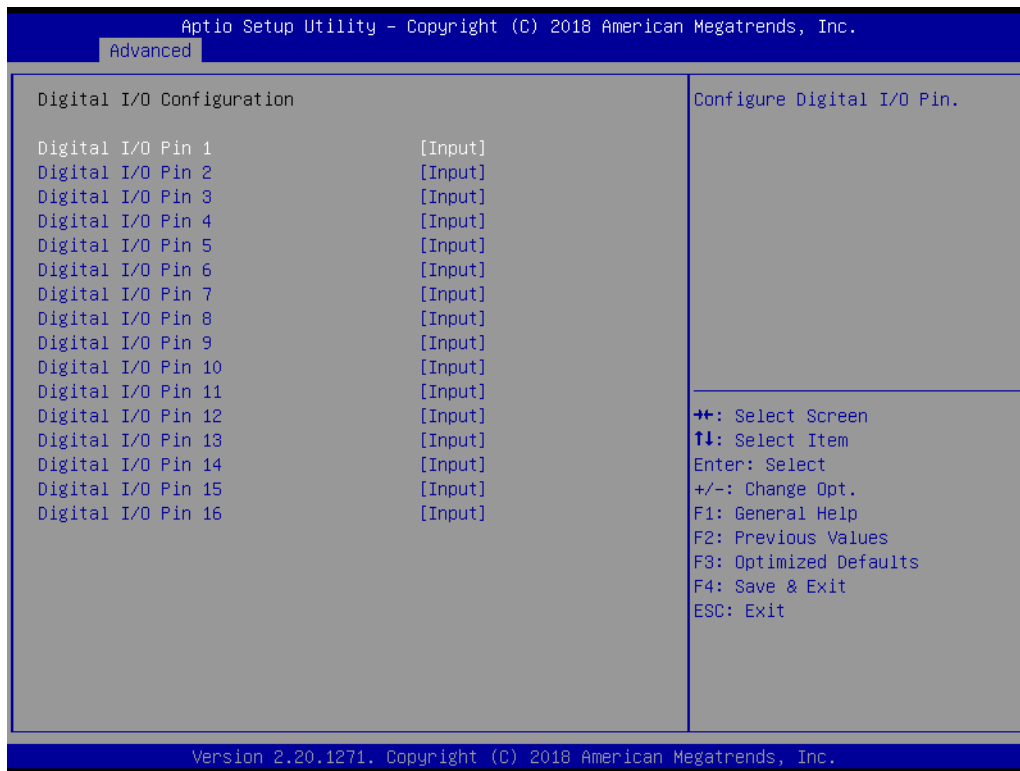 Aptio Setup Utility – Copyright (C) 2018 American Megatrends, Inc.
Advanced
Digital I/O Configuration
Digital I/O Pin 1 [Input]
Digital I/O Pin 2 [Input]
Digital I/O Pin 3 [Input]
Digital I/O Pin 4 [Input]
Digital I/O Pin 5 [Input]
Digital I/O Pin 6 [Input]
Digital I/O Pin 7 [Input]
Digital I/O Pin 8 [Input]
Digital I/O Pin 9 [Input]
Digital I/O Pin 10 [Input]
Digital I/O Pin 11 [Input]
Digital I/O Pin 12 [Input]
Digital I/O Pin 13 [Input]
Digital I/O Pin 14 [Input]
Digital I/O Pin 15 [Input]
Digital I/O Pin 16 [Input]
Configure Digital I/O Pin.
→←: Select Screen
↑↓: Select Item
Enter: Select
+/-: Change Opt.
F1: General Help
F2: Previous Values
F3: Optimized Defaults
F4: Save & Exit
ESC: Exit
Version 2.20.1271. Copyright (C) 2018 American Megatrends, Inc.